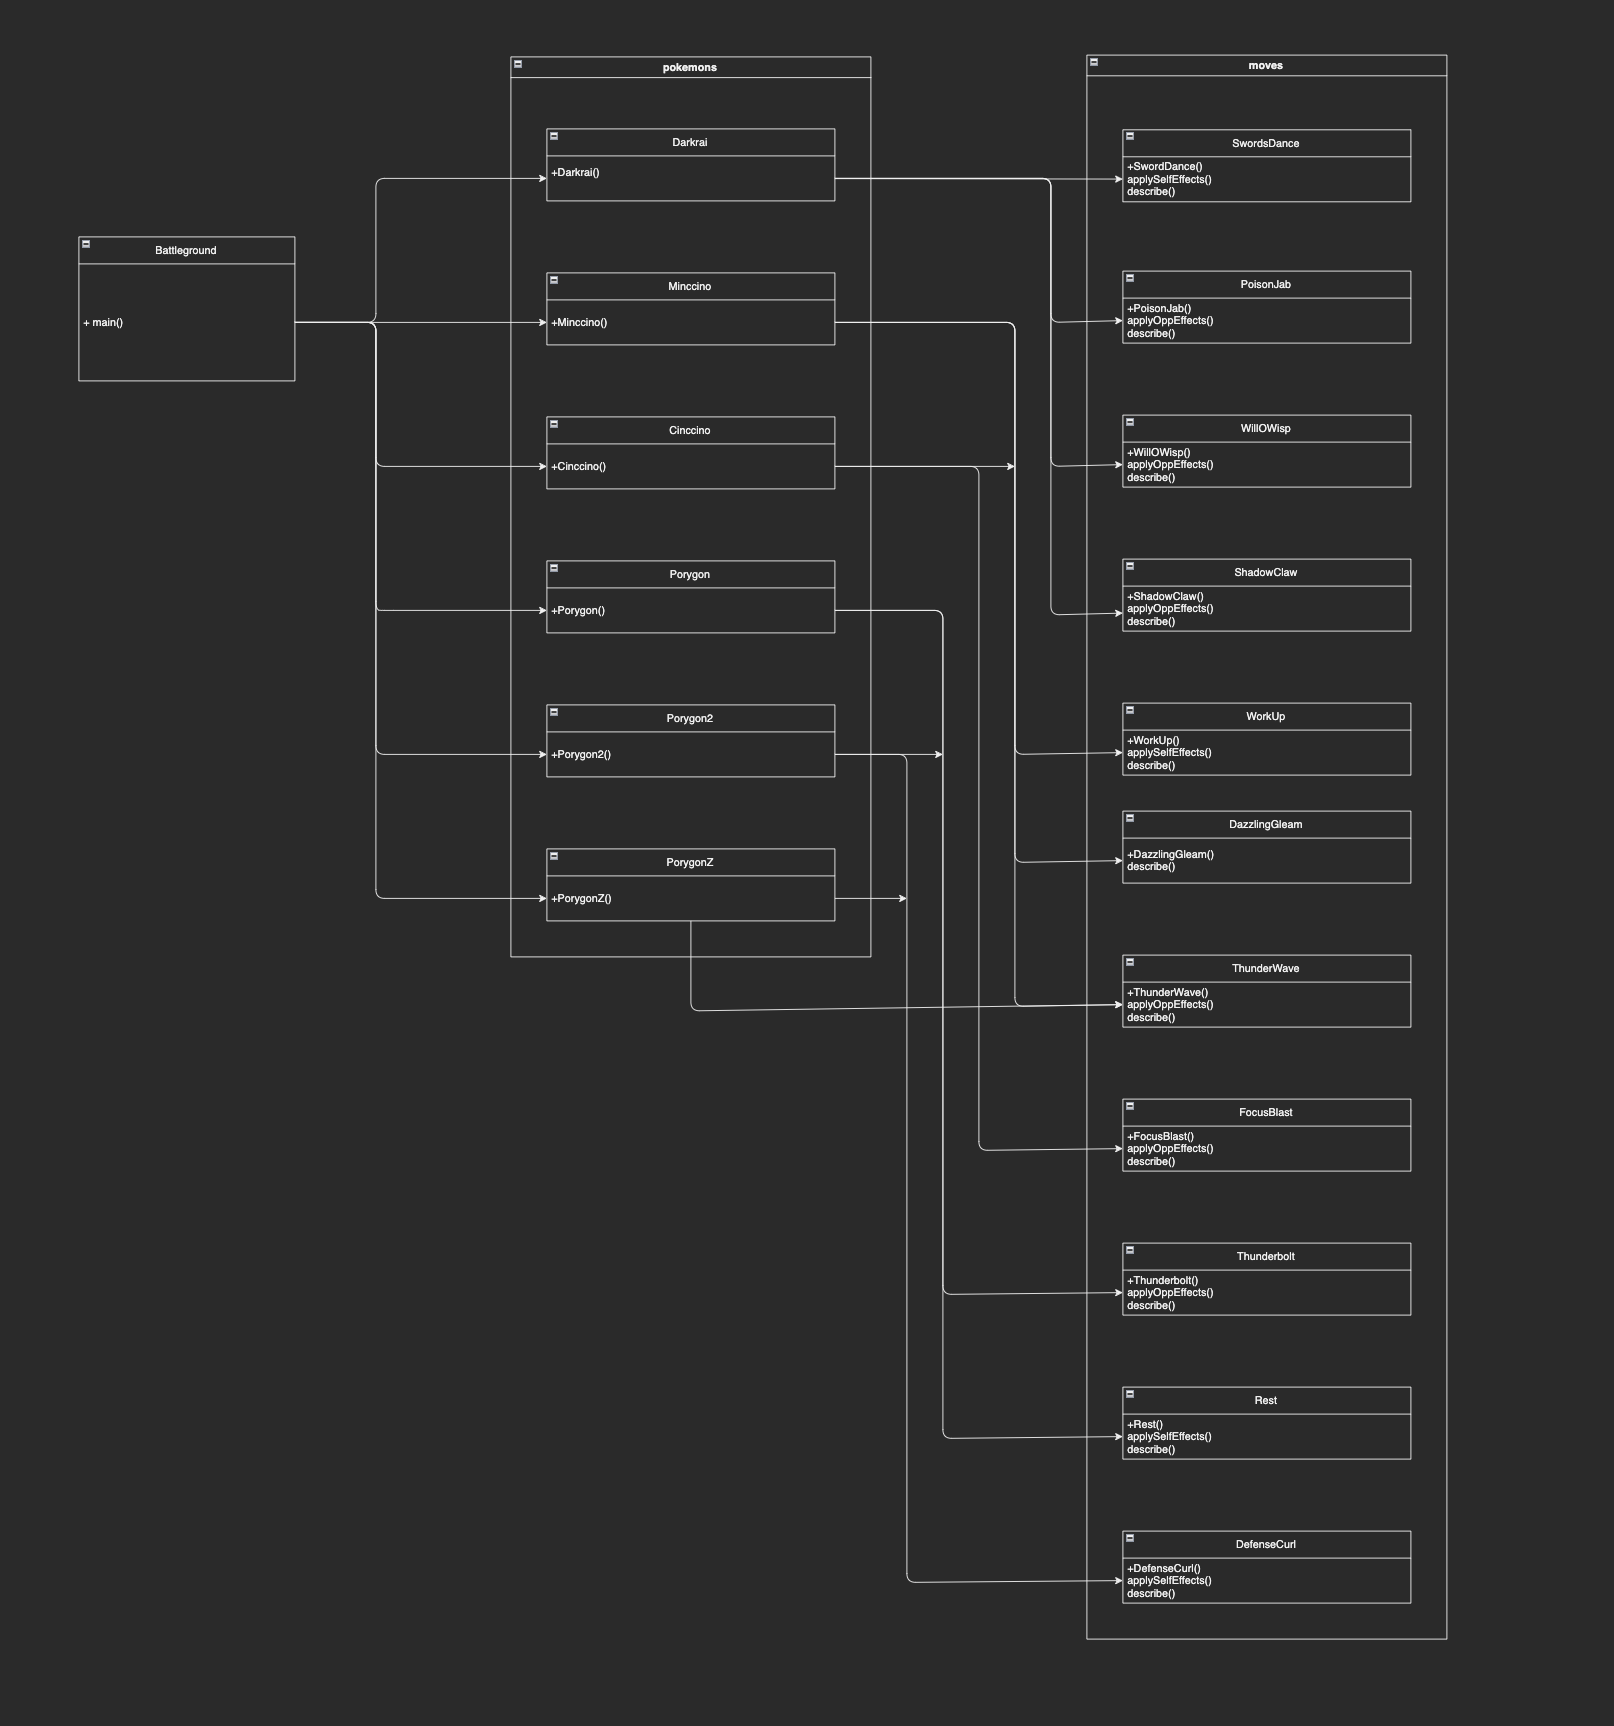 pokemons
moves
Darkrai
+Darkrai()
SwordsDance
+SwordDance()
applySelfEffects()
describe()
Battleground
+ main()
Minccino
+Minccino()
PoisonJab
+PoisonJab()
applyOppEffects()
describe()
Cinccino
+Cinccino()
WillOWisp
+WillOWisp()
applyOppEffects()
describe()
Porygon
+Porygon()
ShadowClaw
+ShadowClaw()
applyOppEffects()
describe()
Porygon2
+Porygon2()
WorkUp
+WorkUp()
applySelfEffects()
describe()
DazzlingGleam
+DazzlingGleam()
describe()
PorygonZ
+PorygonZ()
ThunderWave
+ThunderWave()
applyOppEffects()
describe()
FocusBlast
+FocusBlast()
applyOppEffects()
describe()
Thunderbolt
+Thunderbolt()
applyOppEffects()
describe()
Rest
+Rest()
applySelfEffects()
describe()
DefenseCurl
+DefenseCurl()
applySelfEffects()
describe()